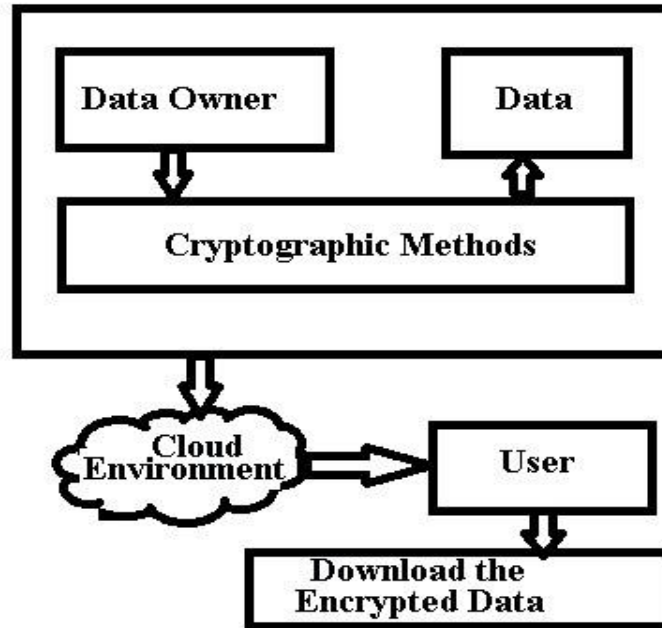 Data Owner
Data
Cryptographic Methods
Cloud
Environment
User
Download the
Encrypted Data